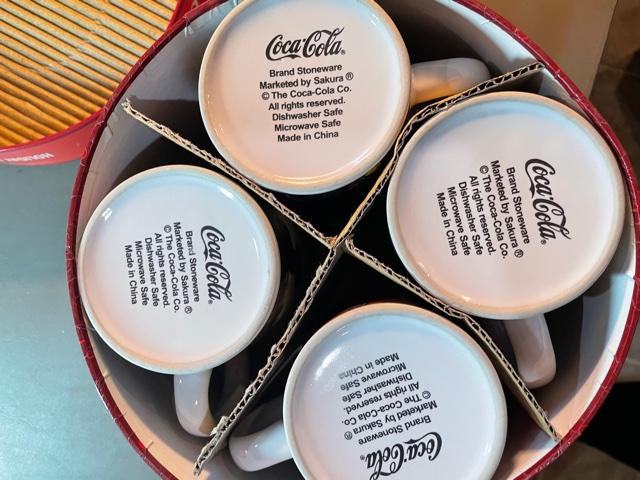 Coca-Cola®
Brand Stoneware
Marketed by Sakura ®
© The Coca-Cola Co.
All rights reserved.
Dishwasher Safe
Microwave Safe
Made in China
Coca-Cola®
Brand Stoneware
Marketed by Sakura ®
© The Coca-Cola Co.
All rights reserved.
Dishwasher Safe
Microwave Safe
Made in China
Coca-Cola®
Brand Stoneware
Marketed by Sakura ®
© The Coca-Cola Co.
All rights reserved.
Dishwasher Safe
Microwave Safe
Made in China
Coca-Cola®
Brand Stoneware
Marketed by Sakura ®
© The Coca-Cola Co.
All rights reserved.
Dishwasher Safe
Microwave Safe
Made in China